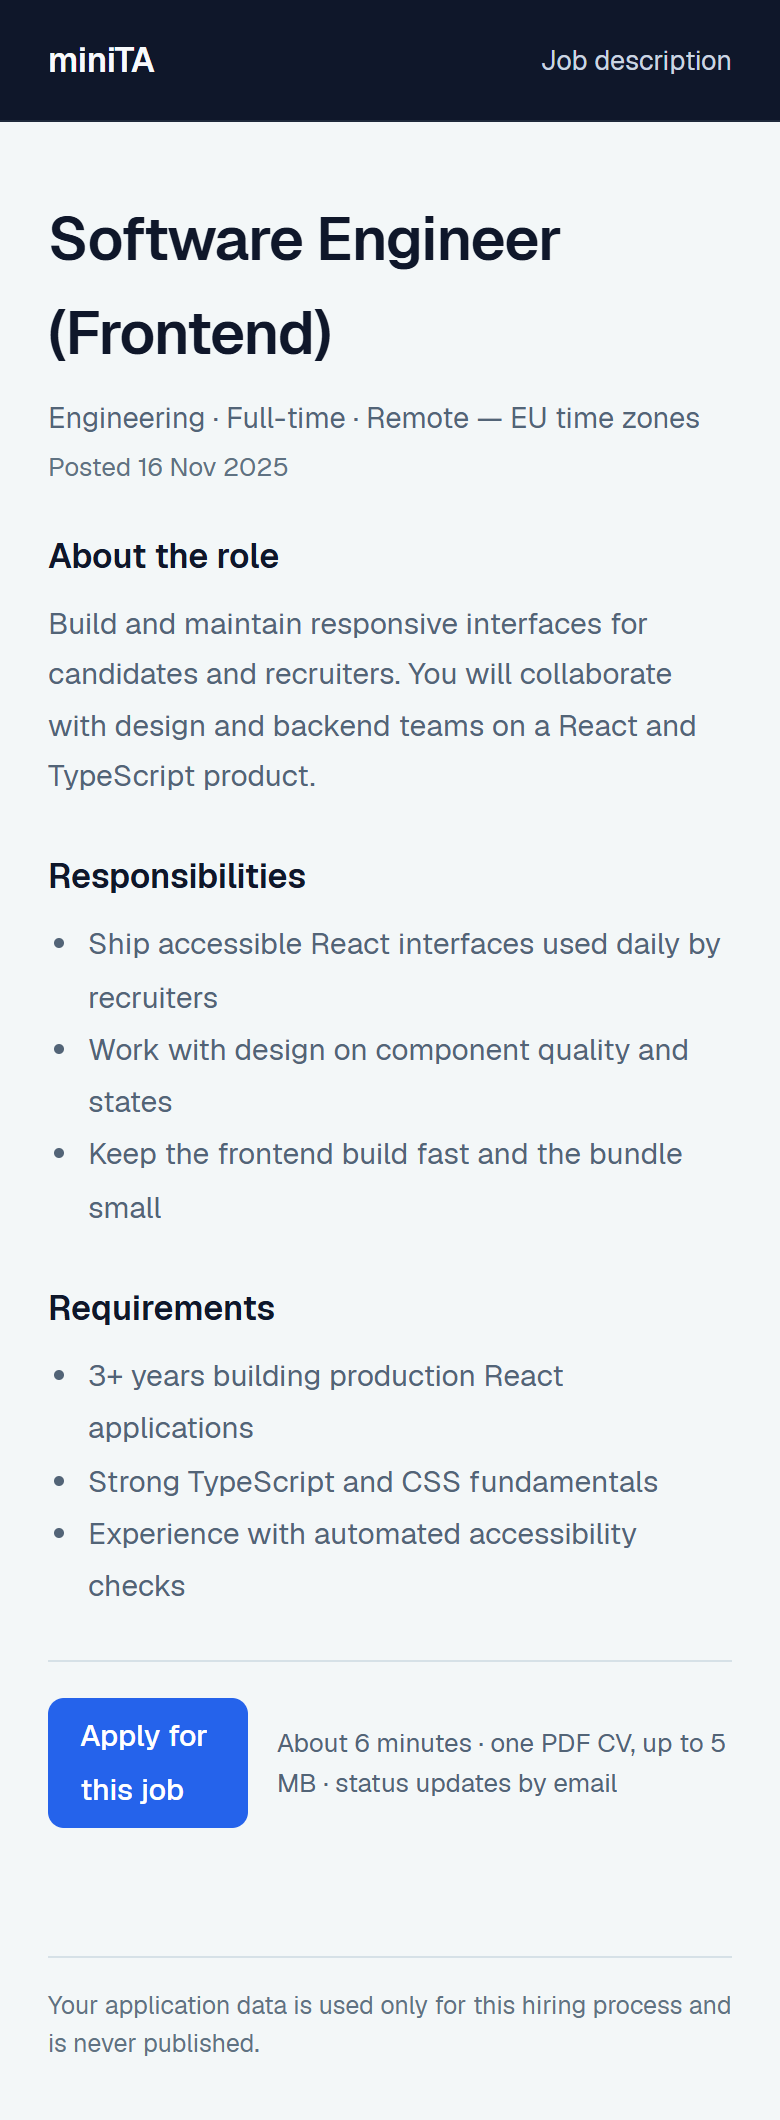 miniTA
Job description
Software Engineer
(Frontend)
Engineering · Full-time · Remote — EU time zones
Posted 16 Nov 2025
About the role
Build and maintain responsive interfaces for
candidates and recruiters. You will collaborate
with design and backend teams on a React and
TypeScript product.
Responsibilities
• Ship accessible React interfaces used daily by
recruiters
• Work with design on component quality and
states
• Keep the frontend build fast and the bundle
small
Requirements
• 3+ years building production React
applications
• Strong TypeScript and CSS fundamentals
• Experience with automated accessibility
checks
Apply for
this job
About 6 minutes · one PDF CV, up to 5
MB · status updates by email
Your application data is used only for this hiring process and
is never published.